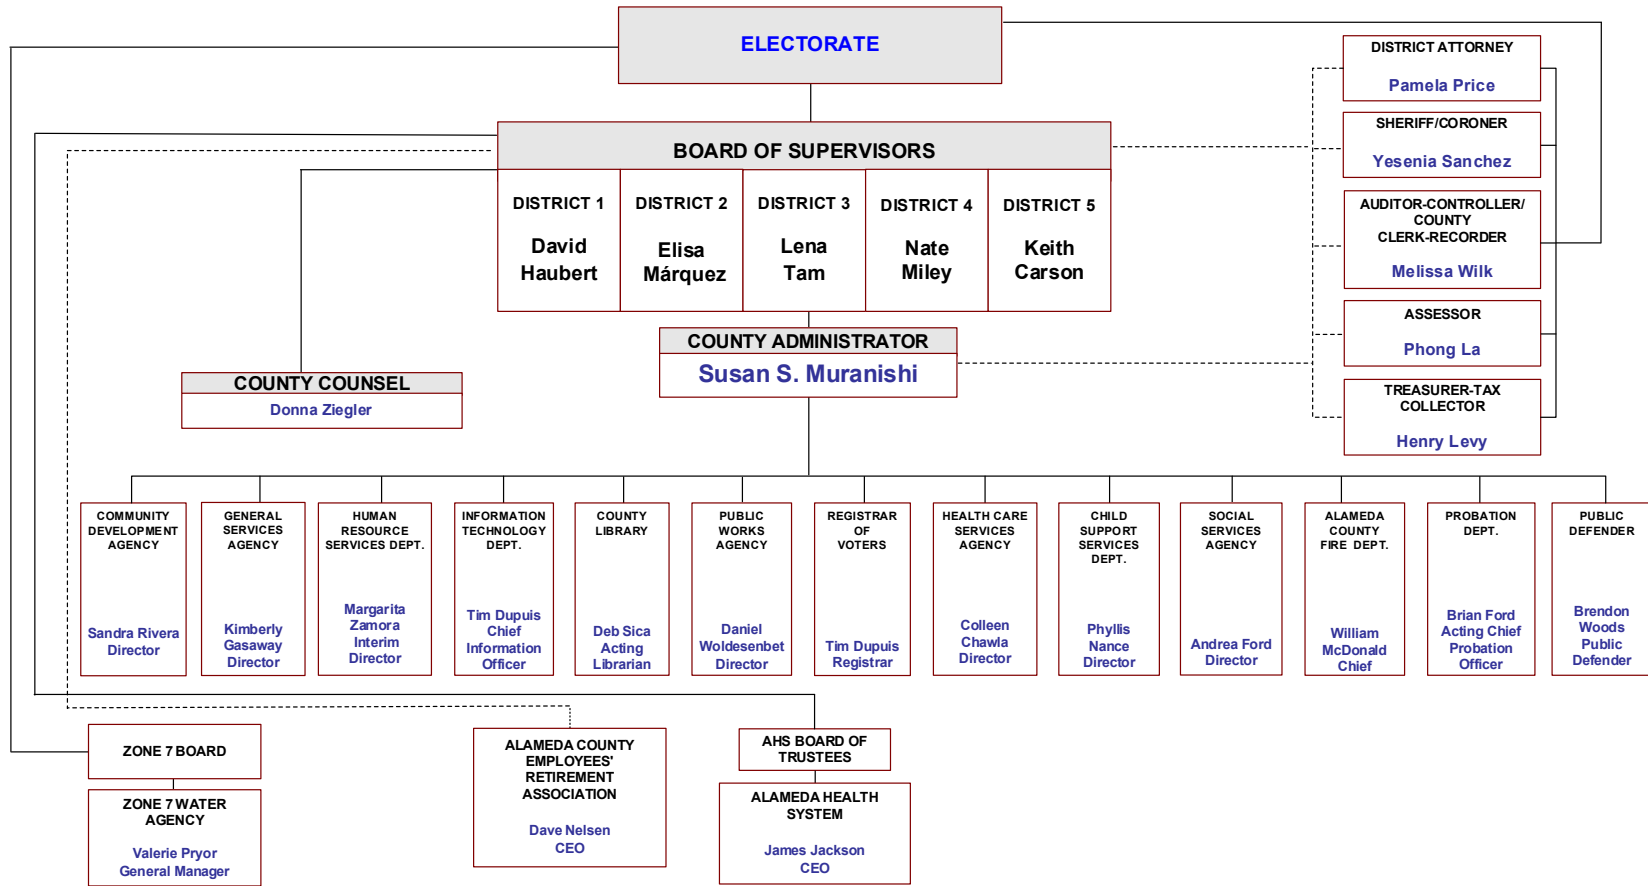 ELECTORATE
DISTRICT ATTORNEY
Pamela Price
SHERIFF/CORONER
Yesenia Sanchez
AUDITOR-CONTROLLER/
COUNTY
CLERK-RECORDER
Melissa Wilk
ASSESSOR
Phong La
TREASURER-TAX
COLLECTOR
Henry Levy
BOARD OF SUPERVISORS
DISTRICT 1
David
Haubert
DISTRICT 2
Elisa
Márquez
DISTRICT 3
Lena
Tam
DISTRICT 4
Nate
Miley
DISTRICT 5
Keith
Carson
COUNTY ADMINISTRATOR
Susan S. Muranishi
COUNTY COUNSEL
Donna Ziegler
COMMUNITY
DEVELOPMENT
AGENCY
Sandra Rivera
Director
GENERAL
SERVICES
AGENCY
Kimberly
Gasaway
Director
HUMAN
RESOURCE
SERVICES DEPT.
Margarita
Zamora
Interim
Director
INFORMATION
TECHNOLOGY
DEPT.
Tim Dupuis
Chief
Information
Officer
COUNTY
LIBRARY
Deb Sica
Acting
Librarian
PUBLIC
WORKS
AGENCY
Daniel
Woldesenbet
Director
REGISTRAR
OF
VOTERS
Tim Dupuis
Registrar
HEALTH CARE
SERVICES
AGENCY
Colleen
Chawla
Director
CHILD
SUPPORT
SERVICES
DEPT.
Phyllis
Nance
Director
SOCIAL
SERVICES
AGENCY
Andrea Ford
Director
ALAMEDA
COUNTY
FIRE DEPT.
William
McDonald
Chief
PROBATION
DEPT.
Brian Ford
Acting Chief
Probation
Officer
PUBLIC
DEFENDER
Brendon
Woods
Public
Defender
ZONE 7 BOARD
ZONE 7 WATER
AGENCY
Valerie Pryor
General Manager
ALAMEDA COUNTY
EMPLOYEES'
RETIREMENT
ASSOCIATION
Dave Nelsen
CEO
AHS BOARD OF
TRUSTEES
ALAMEDA HEALTH
SYSTEM
James Jackson
CEO